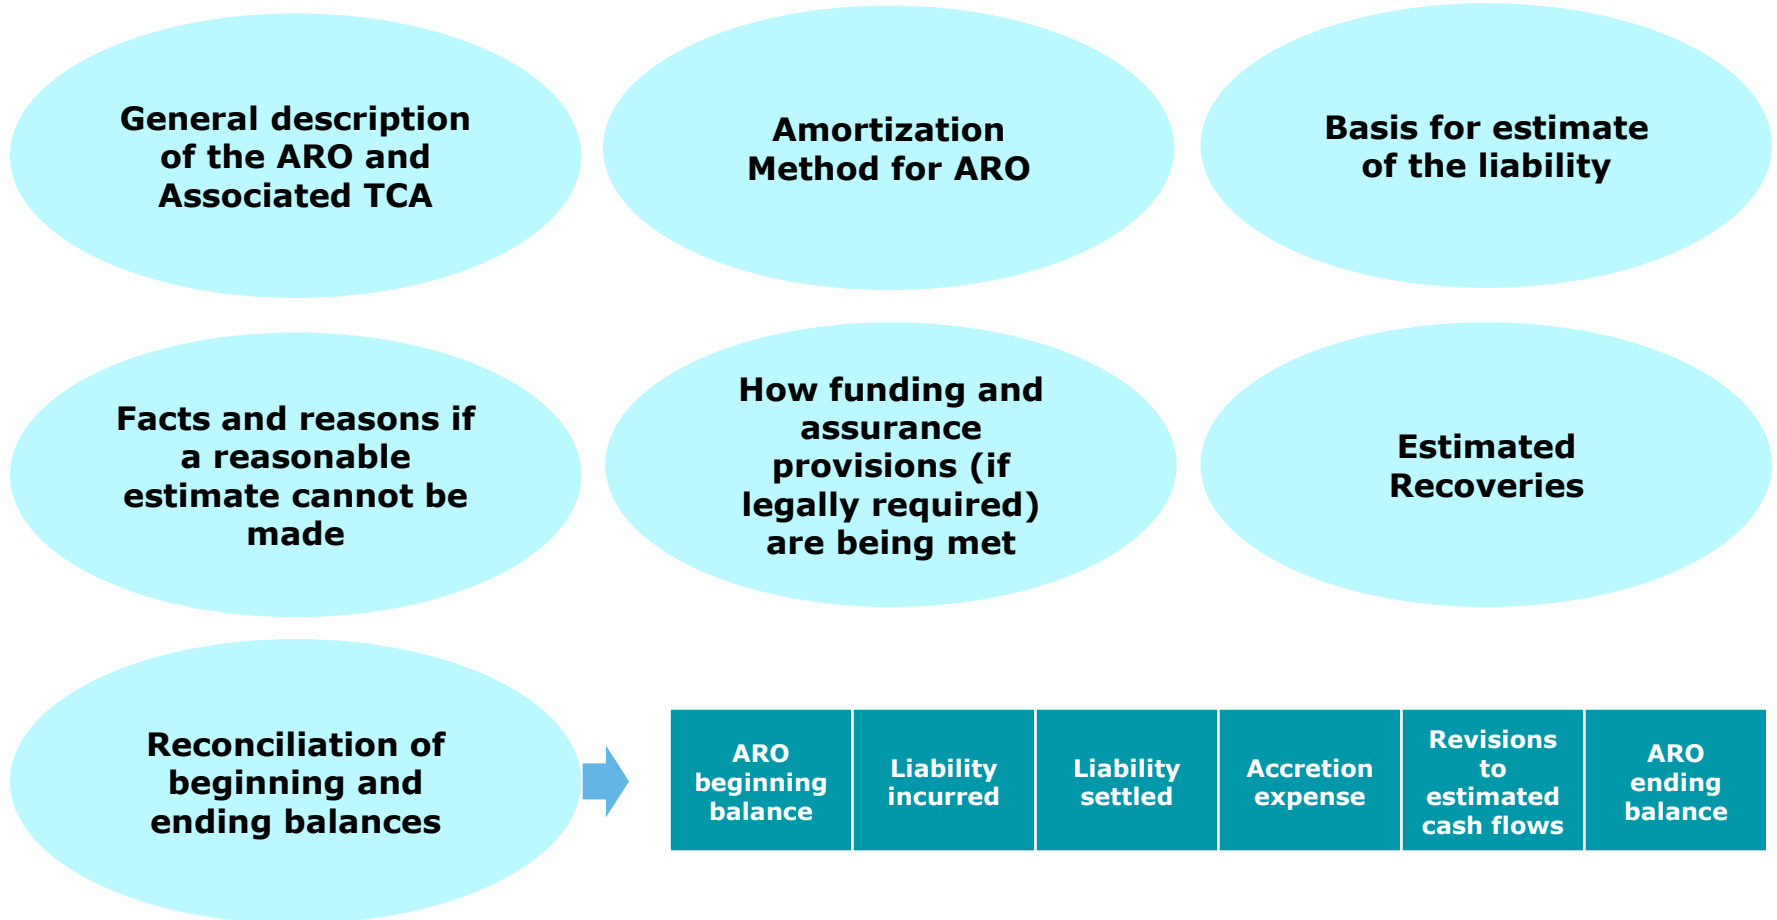 General description
of the ARO and
Associated TCA
Amortization
Method for ARO
Basis for estimate
of the liability
Facts and reasons if
a reasonable
estimate cannot be
made
How funding and
assurance
provisions (if
legally required)
are being met
Estimated
Recoveries
Reconciliation of
beginning and
ending balances
ARO
beginning
balance
Liability
incurred
Liability
settled
Accretion
expense
Revisions
to
estimated
cash flows
ARO
ending
balance